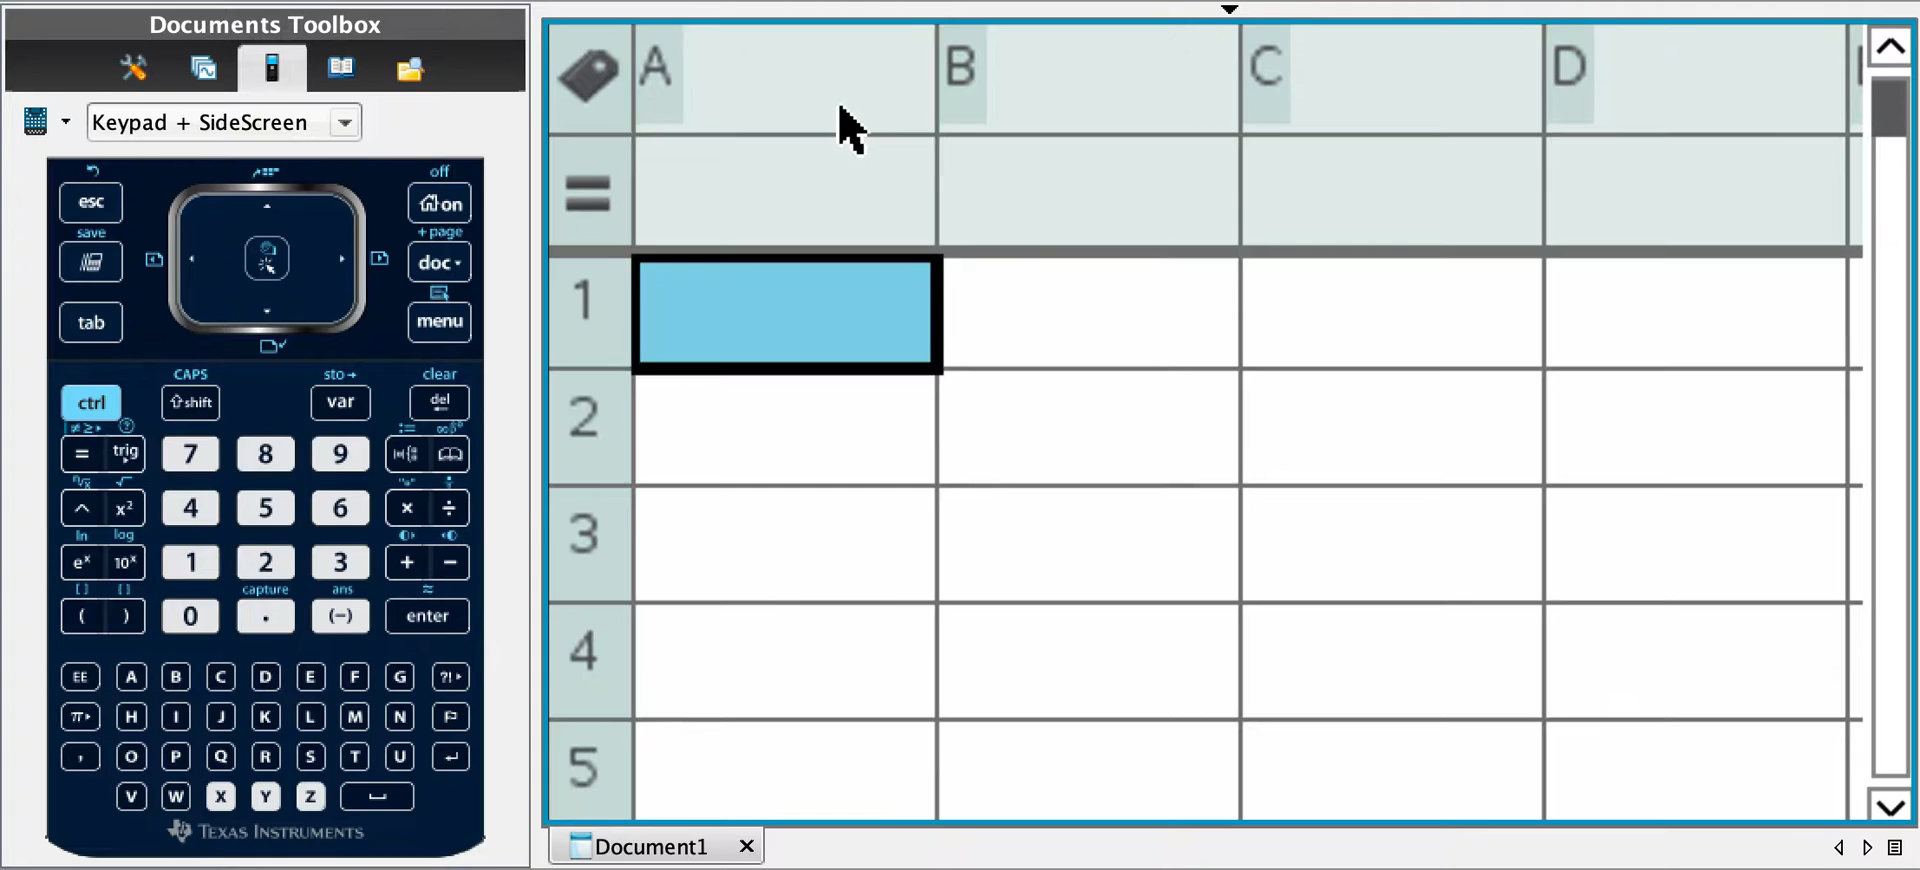 Documents Toolbox
Keypad + SideScreen
off
esc
on
save
+ page
doc
tab
menu
CAPS
sto→
clear
ctrl
⇧shift
var
del
| ≠ ≥ ▸
?
:=
∞β°
=
trig
7
8
9
ⁿ√x
√
^
x²
4
5
6
×
÷
ln
log
eˣ
10ˣ
1
2
3
+
−
[ ]
{ }
capture
ans
≈
(
)
0
.
(−)
enter
EE
A
B
C
D
E
F
G
?!▸
π▸
H
I
J
K
L
M
N
,
O
P
Q
R
S
T
U
V
W
X
Y
Z
TEXAS INSTRUMENTS
A
B
C
D
=
1
2
3
4
5
Document1